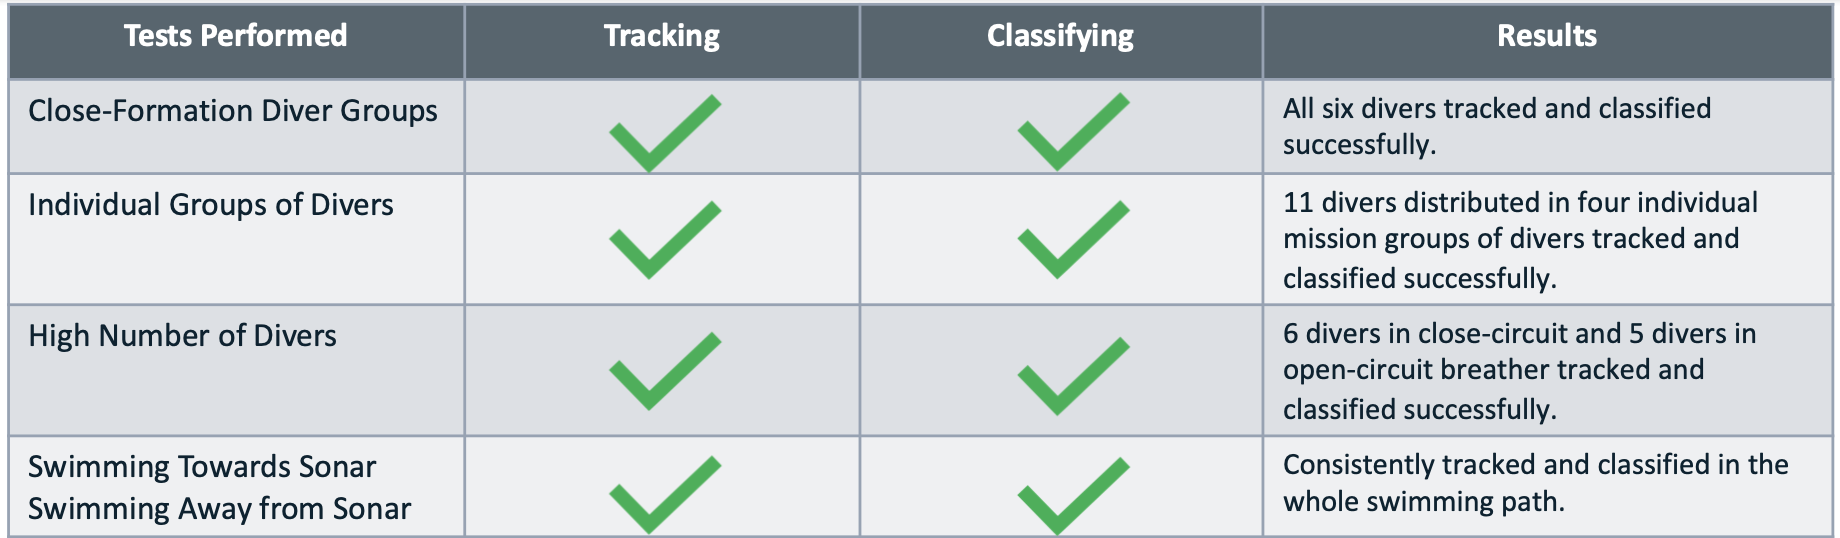 Tests Performed
Tracking
Classifying
Results
Close-Formation Diver Groups
All six divers tracked and classified
successfully.
Individual Groups of Divers
11 divers distributed in four individual
mission groups of divers tracked and
classified successfully.
High Number of Divers
6 divers in close-circuit and 5 divers in
open-circuit breather tracked and
classified successfully.
Swimming Towards Sonar
Swimming Away from Sonar
Consistently tracked and classified in the
whole swimming path.